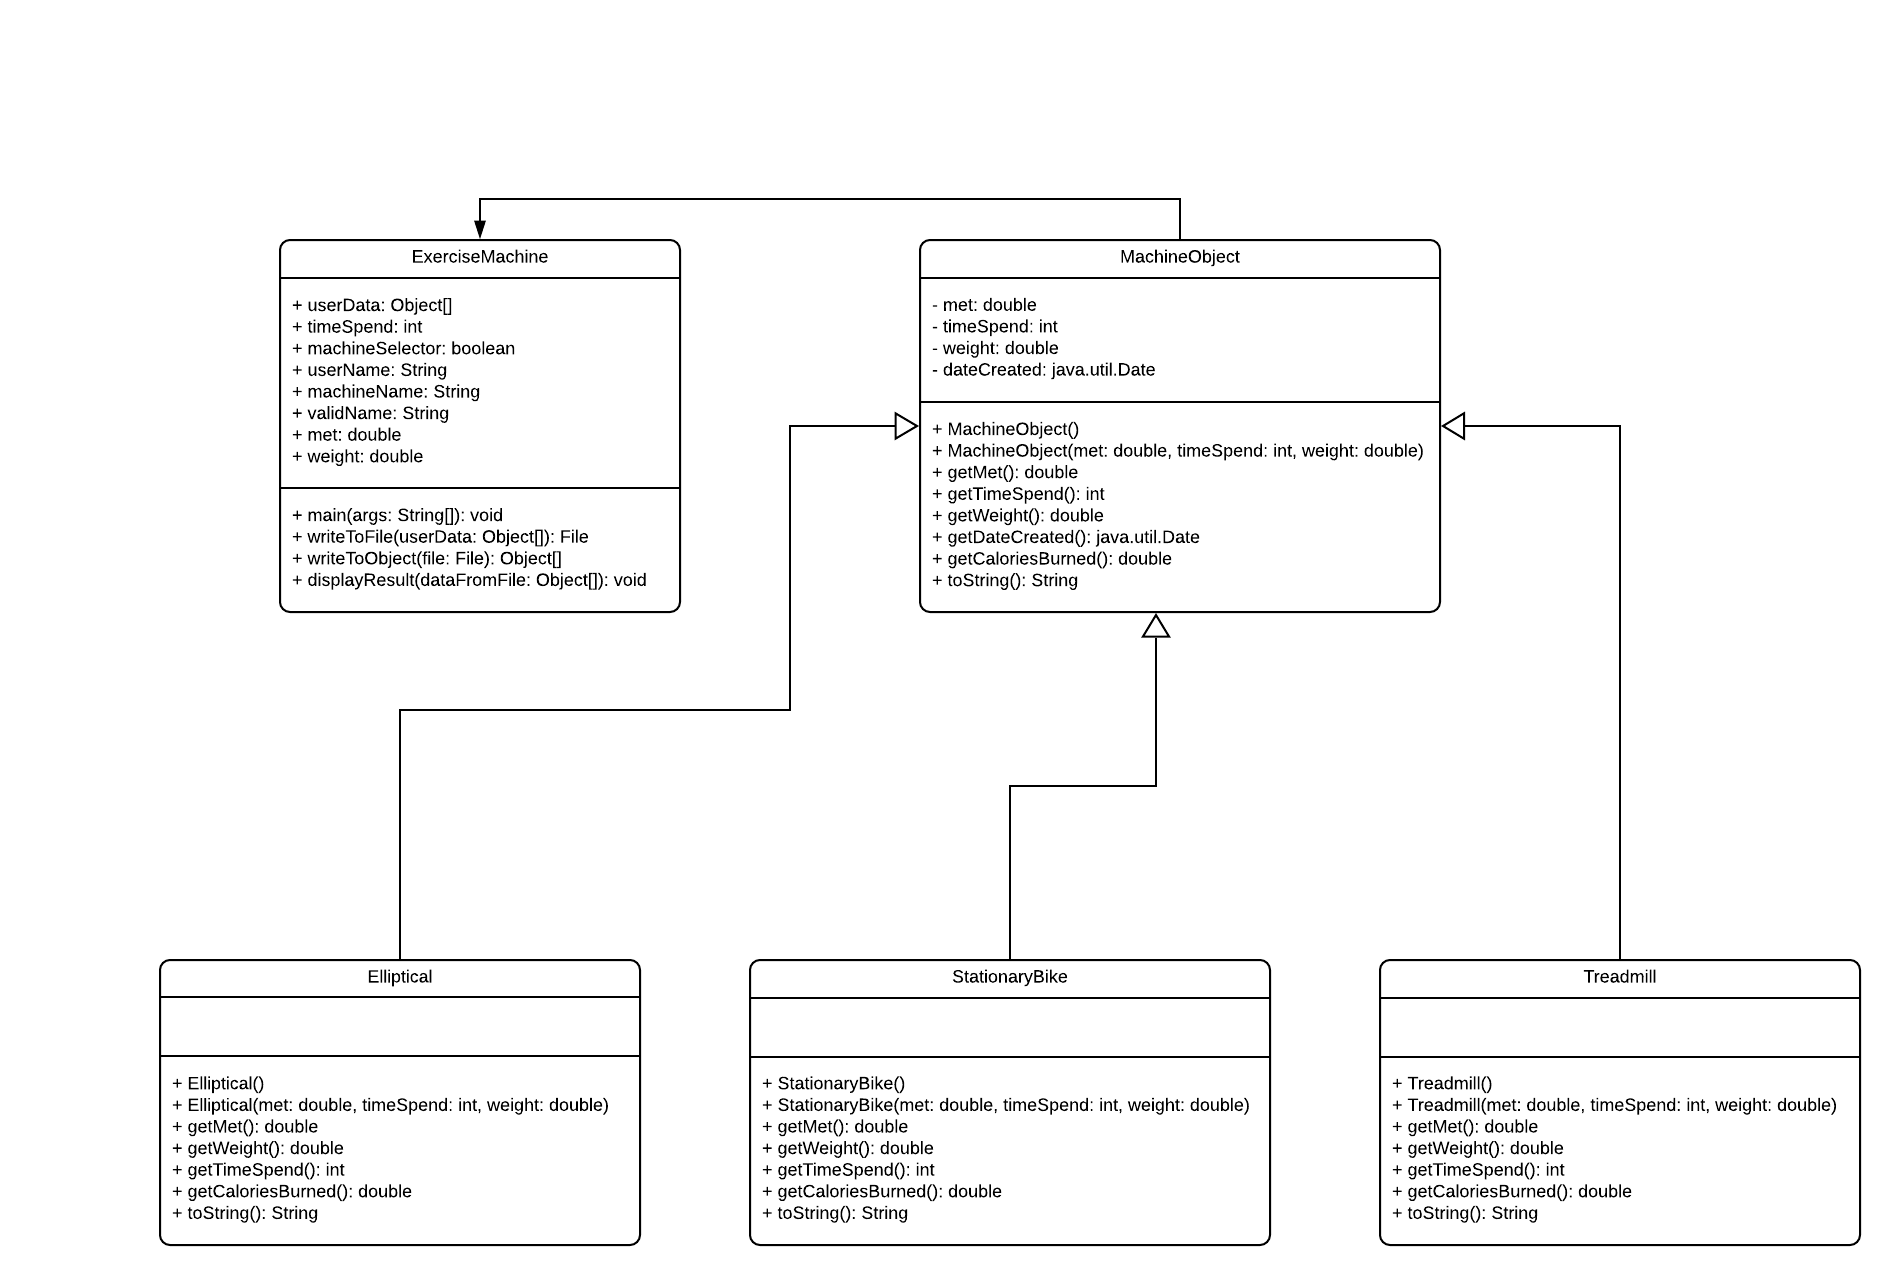 ExerciseMachine
+ userData: Object[]
+ timeSpend: int
+ machineSelector: boolean
+ userName: String
+ machineName: String
+ validName: String
+ met: double
+ weight: double
+ main(args: String[]): void
+ writeToFile(userData: Object[]): File
+ writeToObject(file: File): Object[]
+ displayResult(dataFromFile: Object[]): void
MachineObject
- met: double
- timeSpend: int
- weight: double
- dateCreated: java.util.Date
+ MachineObject()
+ MachineObject(met: double, timeSpend: int, weight: double)
+ getMet(): double
+ getTimeSpend(): int
+ getWeight(): double
+ getDateCreated(): java.util.Date
+ getCaloriesBurned(): double
+ toString(): String
Elliptical
+ Elliptical()
+ Elliptical(met: double, timeSpend: int, weight: double)
+ getMet(): double
+ getWeight(): double
+ getTimeSpend(): int
+ getCaloriesBurned(): double
+ toString(): String
StationaryBike
+ StationaryBike()
+ StationaryBike(met: double, timeSpend: int, weight: double)
+ getMet(): double
+ getWeight(): double
+ getTimeSpend(): int
+ getCaloriesBurned(): double
+ toString(): String
Treadmill
+ Treadmill()
+ Treadmill(met: double, timeSpend: int, weight: double)
+ getMet(): double
+ getWeight(): double
+ getTimeSpend(): int
+ getCaloriesBurned(): double
+ toString(): String